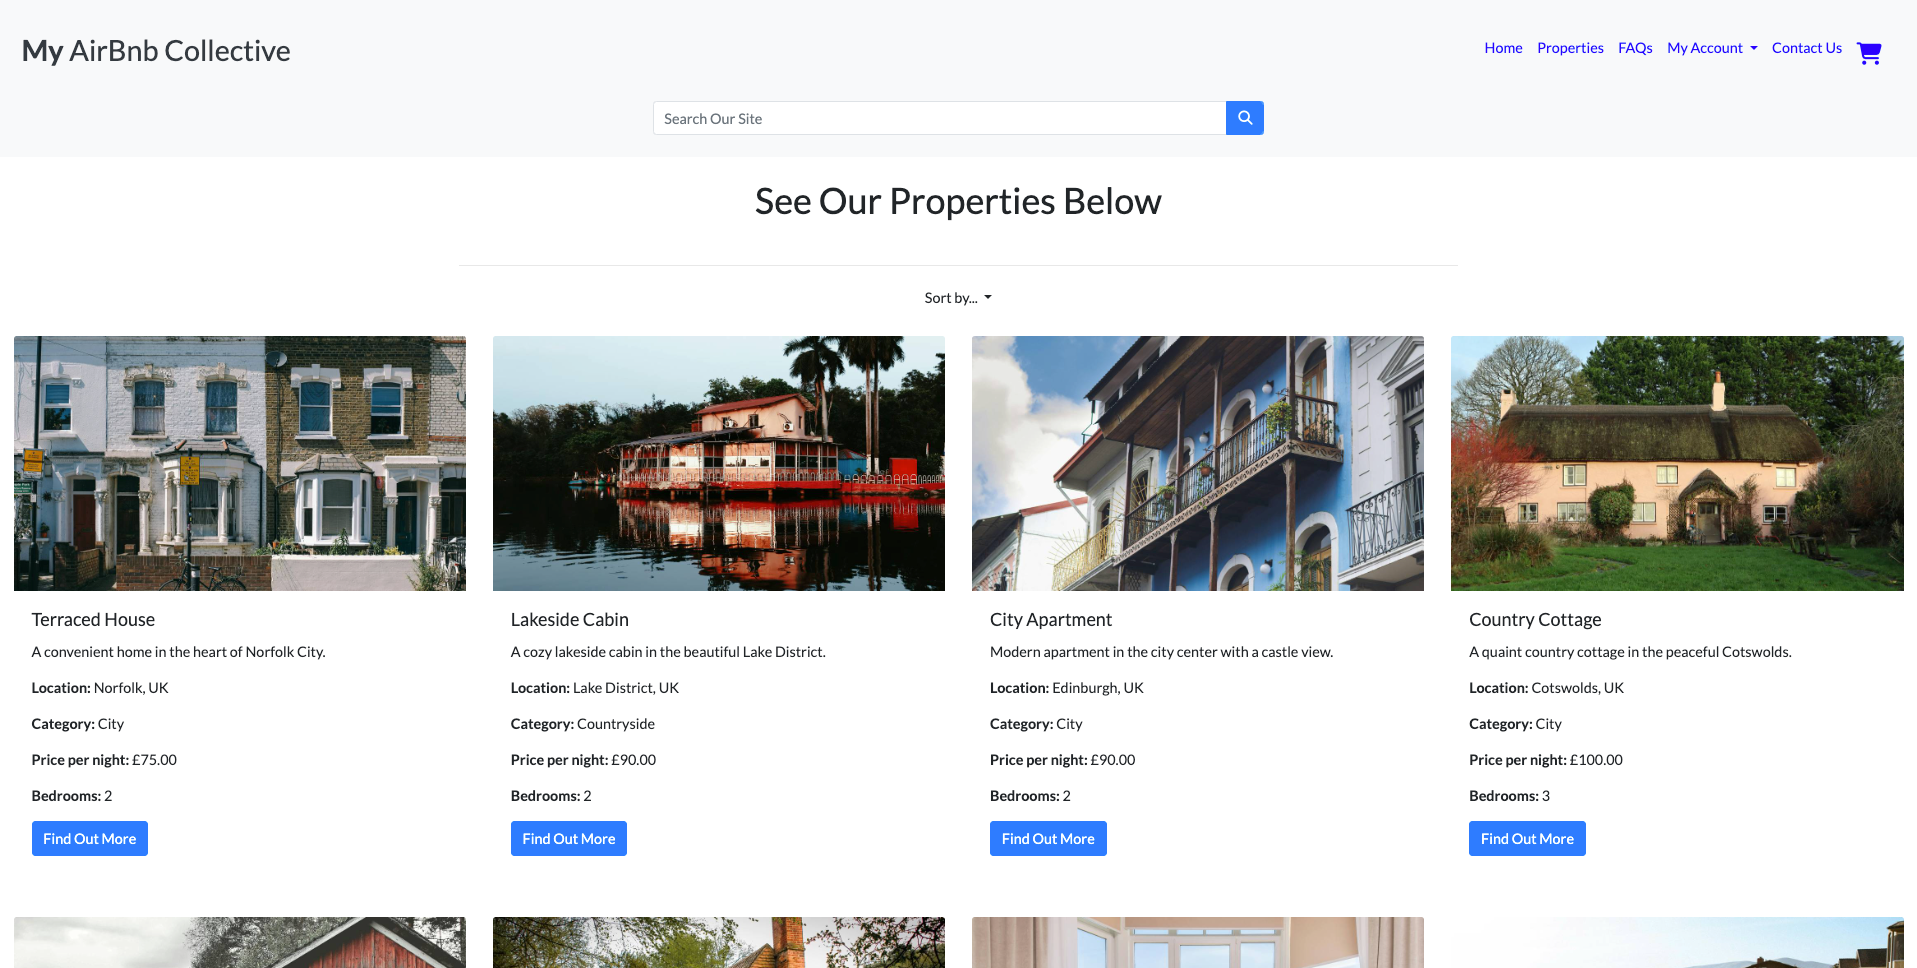 My AirBnb Collective
Home Properties FAQs My Account Contact Us
Search Our Site
See Our Properties Below
Sort by...
Terraced House
A convenient home in the heart of Norfolk City.
Location: Norfolk, UK
Category: City
Price per night: £75.00
Bedrooms: 2
Find Out More
Lakeside Cabin
A cozy lakeside cabin in the beautiful Lake District.
Location: Lake District, UK
Category: Countryside
Price per night: £90.00
Bedrooms: 2
Find Out More
City Apartment
Modern apartment in the city center with a castle view.
Location: Edinburgh, UK
Category: City
Price per night: £90.00
Bedrooms: 2
Find Out More
Country Cottage
A quaint country cottage in the peaceful Cotswolds.
Location: Cotswolds, UK
Category: City
Price per night: £100.00
Bedrooms: 3
Find Out More